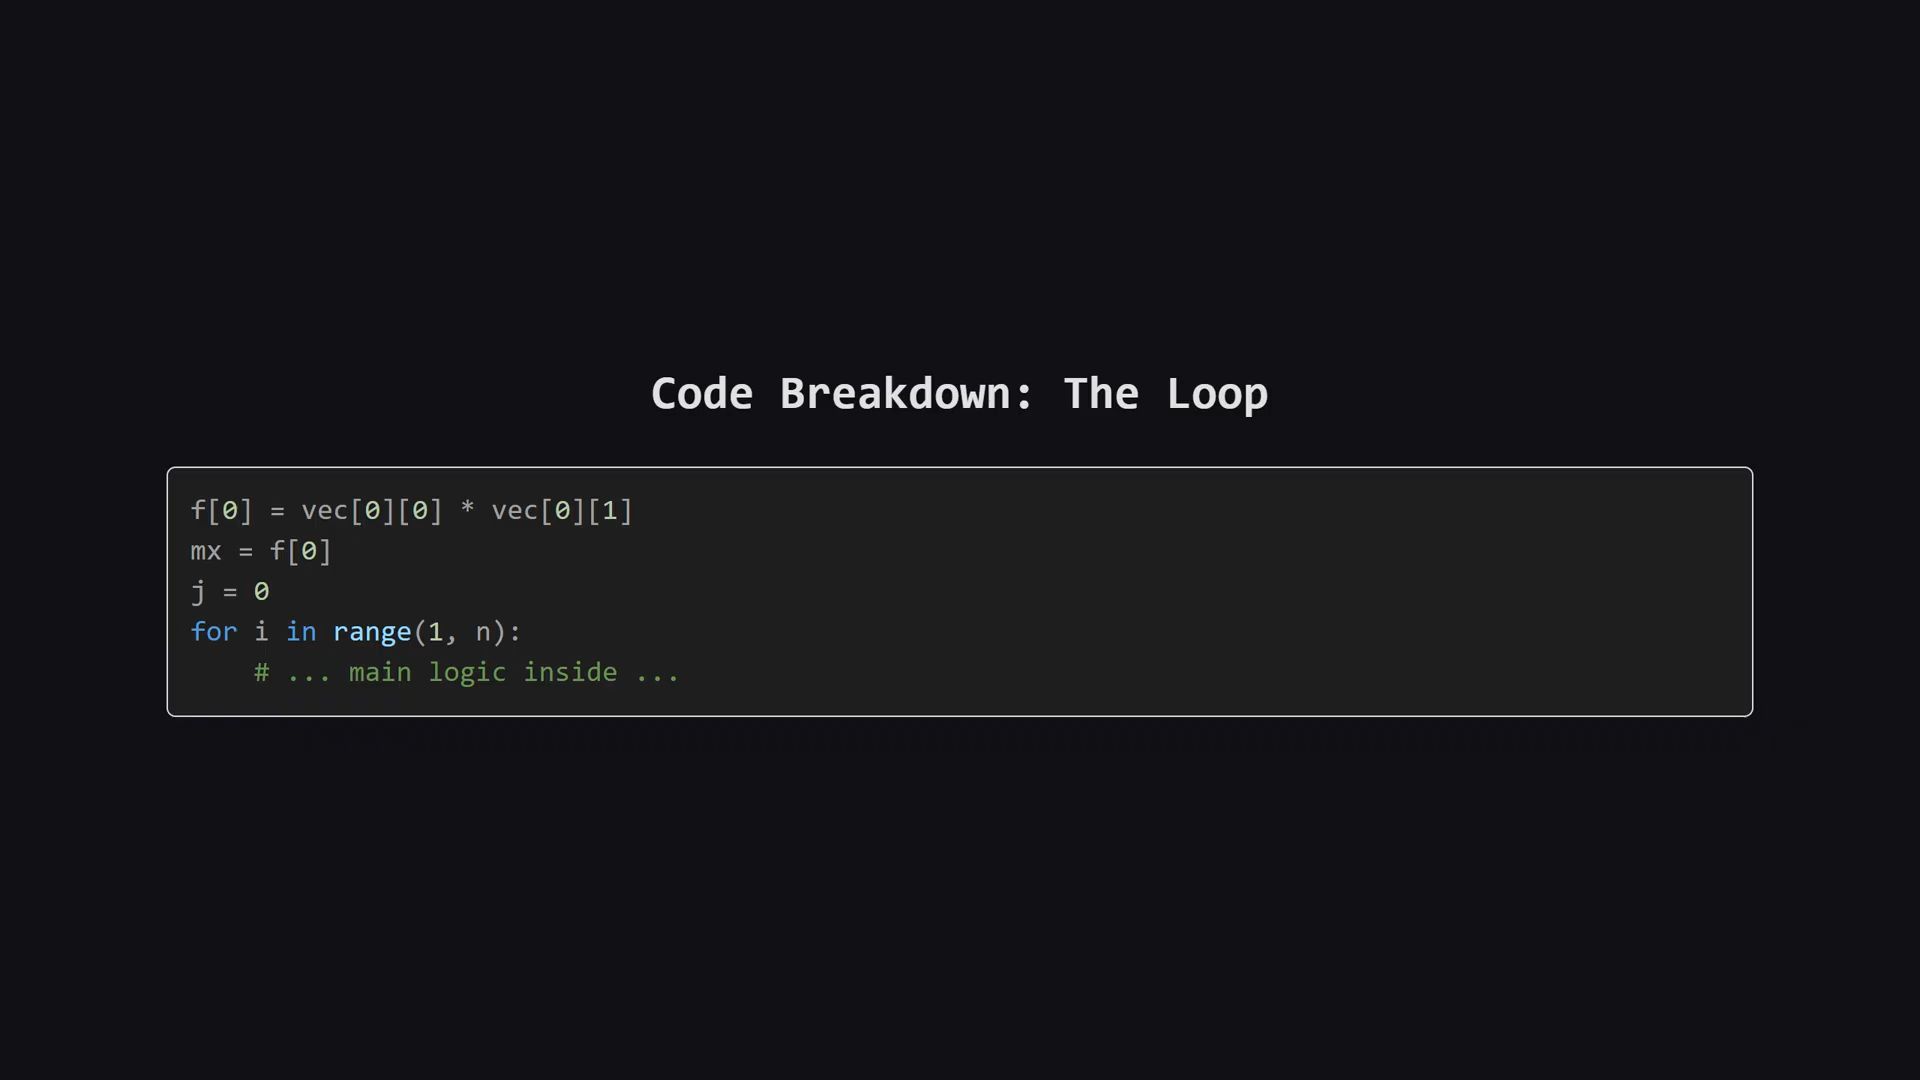 Code Breakdown: The Loop
f[0] = vec[0][0] * vec[0][1]
mx = f[0]
j = 0
for i in range(1, n):
    # ... main logic inside ...